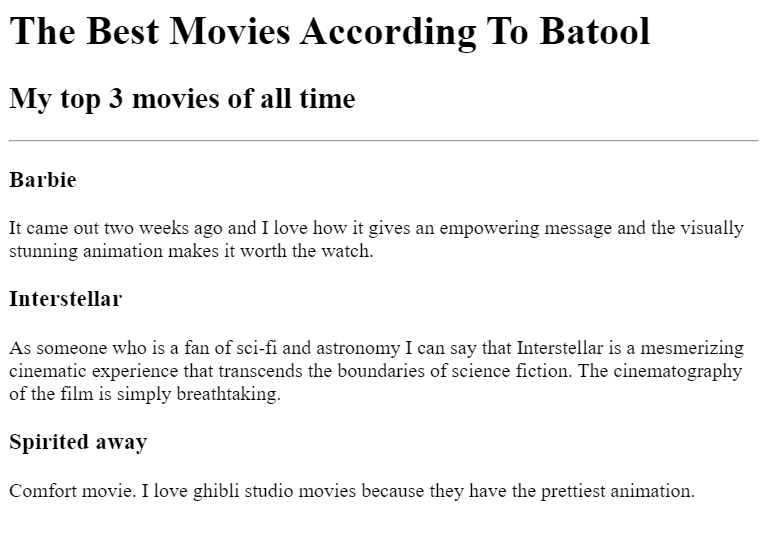 The Best Movies According To Batool
My top 3 movies of all time
Barbie
It came out two weeks ago and I love how it gives an empowering message and the visually
stunning animation makes it worth the watch.
Interstellar
As someone who is a fan of sci-fi and astronomy I can say that Interstellar is a mesmerizing
cinematic experience that transcends the boundaries of science fiction. The cinematography
of the film is simply breathtaking.
Spirited away
Comfort movie. I love ghibli studio movies because they have the prettiest animation.